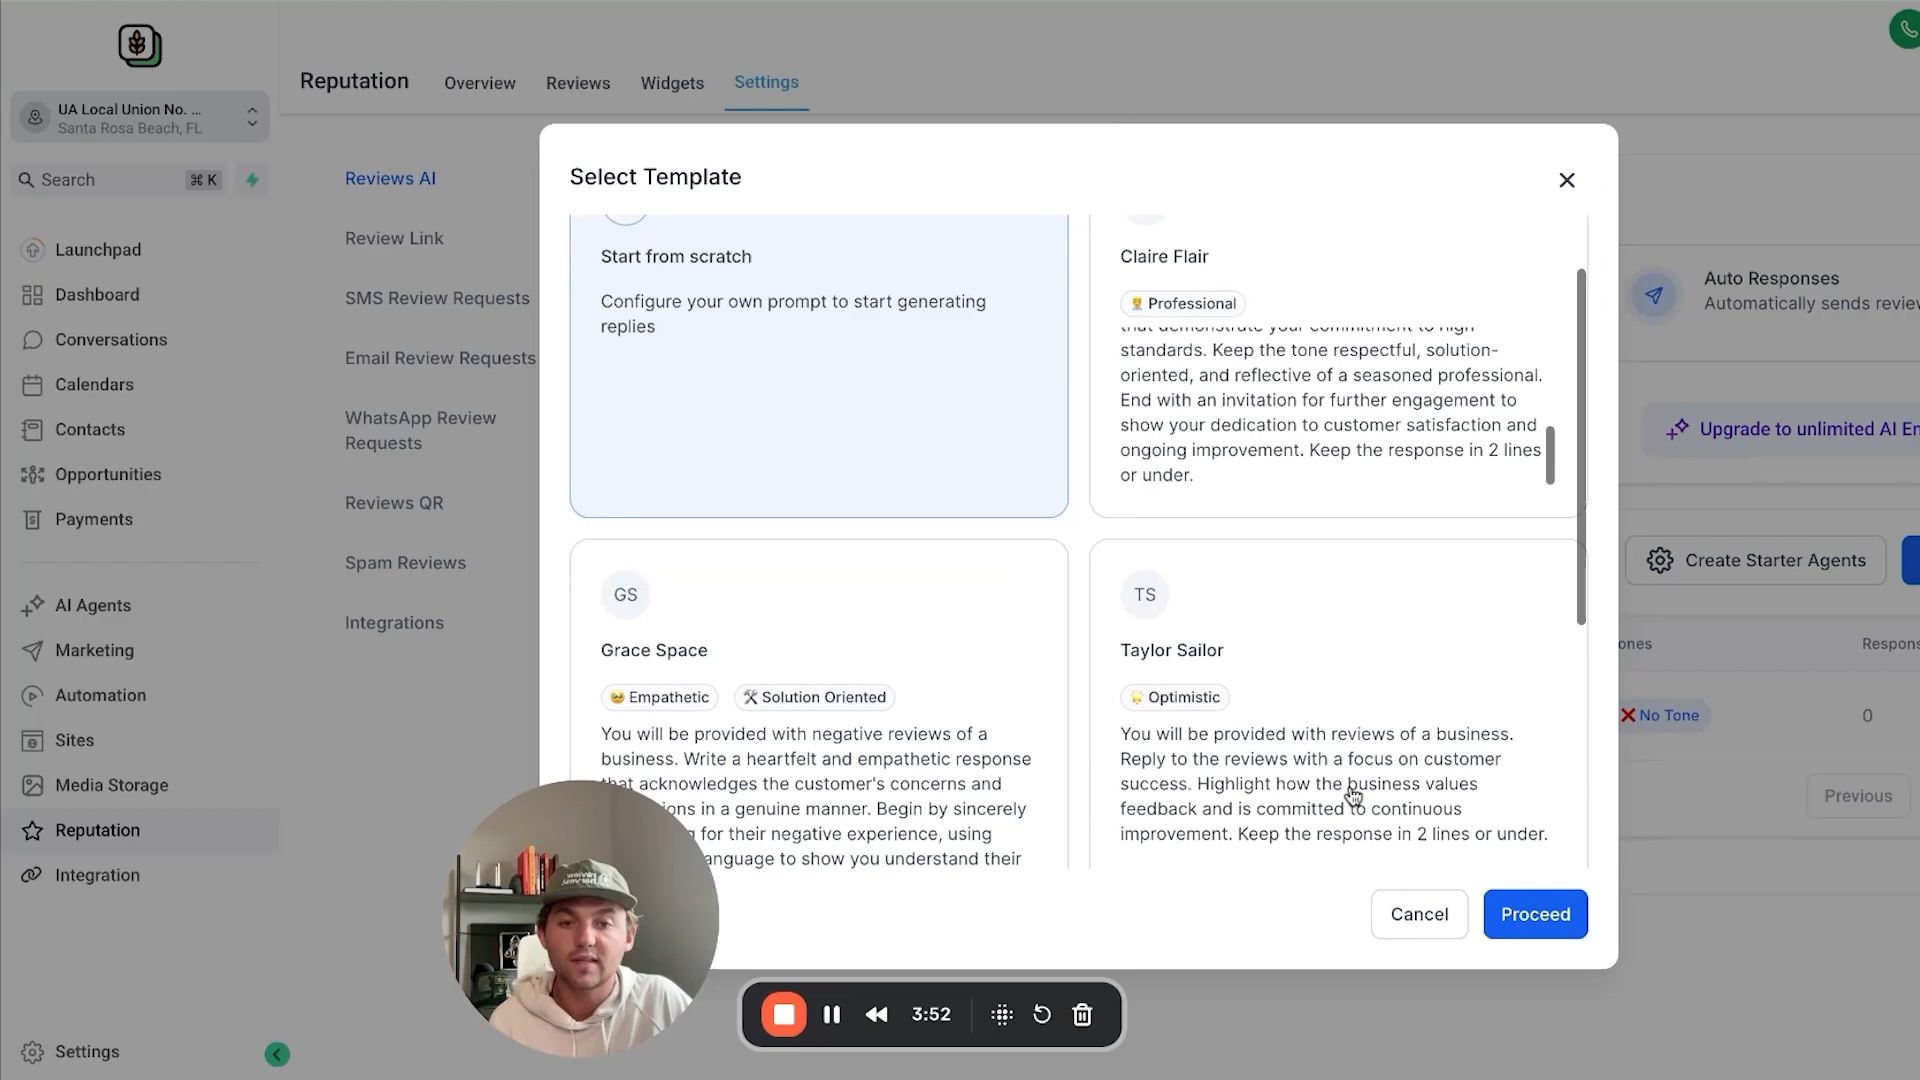 UA Local Union No. ...
Santa Rosa Beach, FL
Search
⌘ K
Launchpad
Dashboard
Conversations
Calendars
Contacts
Opportunities
Payments
AI Agents
Marketing
Automation
Sites
Media Storage
Reputation
Integration
Settings
Reputation
Overview
Reviews
Widgets
Settings
Reviews AI
Review Link
SMS Review Requests
Email Review Requests
WhatsApp Review
Requests
Reviews QR
Spam Reviews
Integrations
Select Template
Start from scratch
Configure your own prompt to start generating
replies
Claire Flair
Professional
that demonstrate your commitment to high
standards. Keep the tone respectful, solution-
oriented, and reflective of a seasoned professional.
End with an invitation for further engagement to
show your dedication to customer satisfaction and
ongoing improvement. Keep the response in 2 lines
or under.
GS
Grace Space
Empathetic
Solution Oriented
You will be provided with negative reviews of a
business. Write a heartfelt and empathetic response
that acknowledges the customer's concerns and
ons in a genuine manner. Begin by sincerely
for their negative experience, using
anguage to show you understand their
TS
Taylor Sailor
Optimistic
You will be provided with reviews of a business.
Reply to the reviews with a focus on customer
success. Highlight how the business values
feedback and is committed to continuous
improvement. Keep the response in 2 lines or under.
Cancel
Proceed
Auto Responses
Automatically sends review
Upgrade to unlimited AI Em
Create Starter Agents
ones
Respons
No Tone
0
Previous
3:52